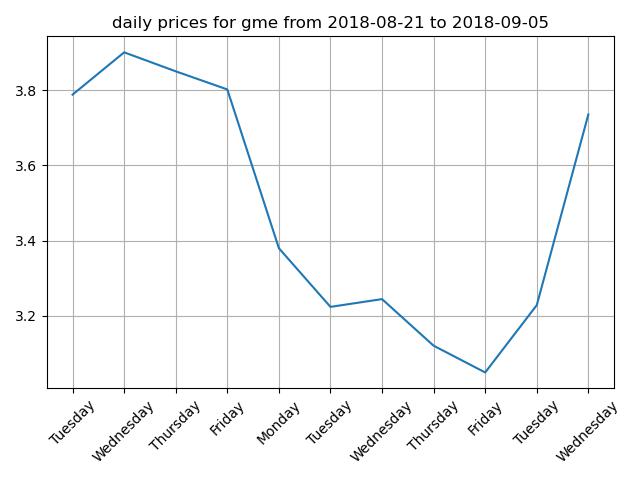 daily prices for gme from 2018-08-21 to 2018-09-05
3.8
3.6
3.4
3.2
Tuesday
Wednesday
Thursday
Friday
Monday
Tuesday
Wednesday
Thursday
Friday
Tuesday
Wednesday